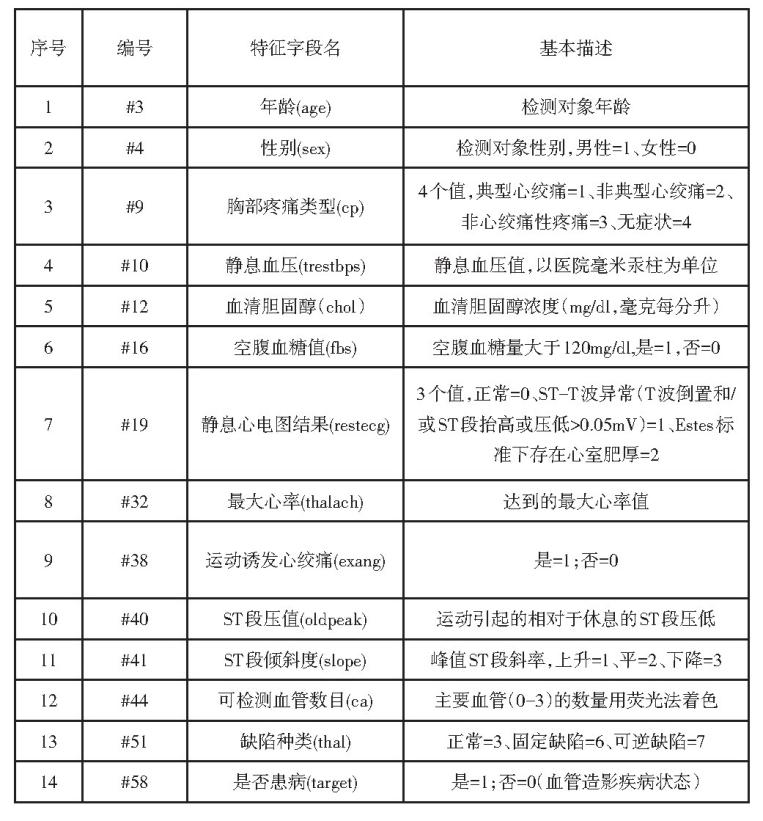 序号 编号 特征字段名 基本描述
1 #3 年龄(age) 检测对象年龄
2 #4 性别(sex) 检测对象性别,男性=1、女性=0
3 #9 胸部疼痛类型(cp) 4个值,典型心绞痛=1、非典型心绞痛=2、
非心绞痛性疼痛=3、无症状=4
4 #10 静息血压(trestbps) 静息血压值,以医院毫米汞柱为单位
5 #12 血清胆固醇(chol) 血清胆固醇浓度(mg/dl,毫克每分升)
6 #16 空腹血糖值(fbs) 空腹血糖量大于120mg/dl,是=1,否=0
7 #19 静息心电图结果(restecg) 3个值,正常=0、ST-T波异常(T波倒置和/
或ST段抬高或压低>0.05mV)=1、Estes标
准下存在心室肥厚=2
8 #32 最大心率(thalach) 达到的最大心率值
9 #38 运动诱发心绞痛(exang) 是=1;否=0
10 #40 ST段压值(oldpeak) 运动引起的相对于休息的ST段压低
11 #41 ST段倾斜度(slope) 峰值ST段斜率,上升=1、平=2、下降=3
12 #44 可检测血管数目(ca) 主要血管(0-3)的数量用荧光法着色
13 #51 缺陷种类(thal) 正常=3、固定缺陷=6、可逆缺陷=7
14 #58 是否患病(target) 是=1;否=0(血管造影疾病状态)